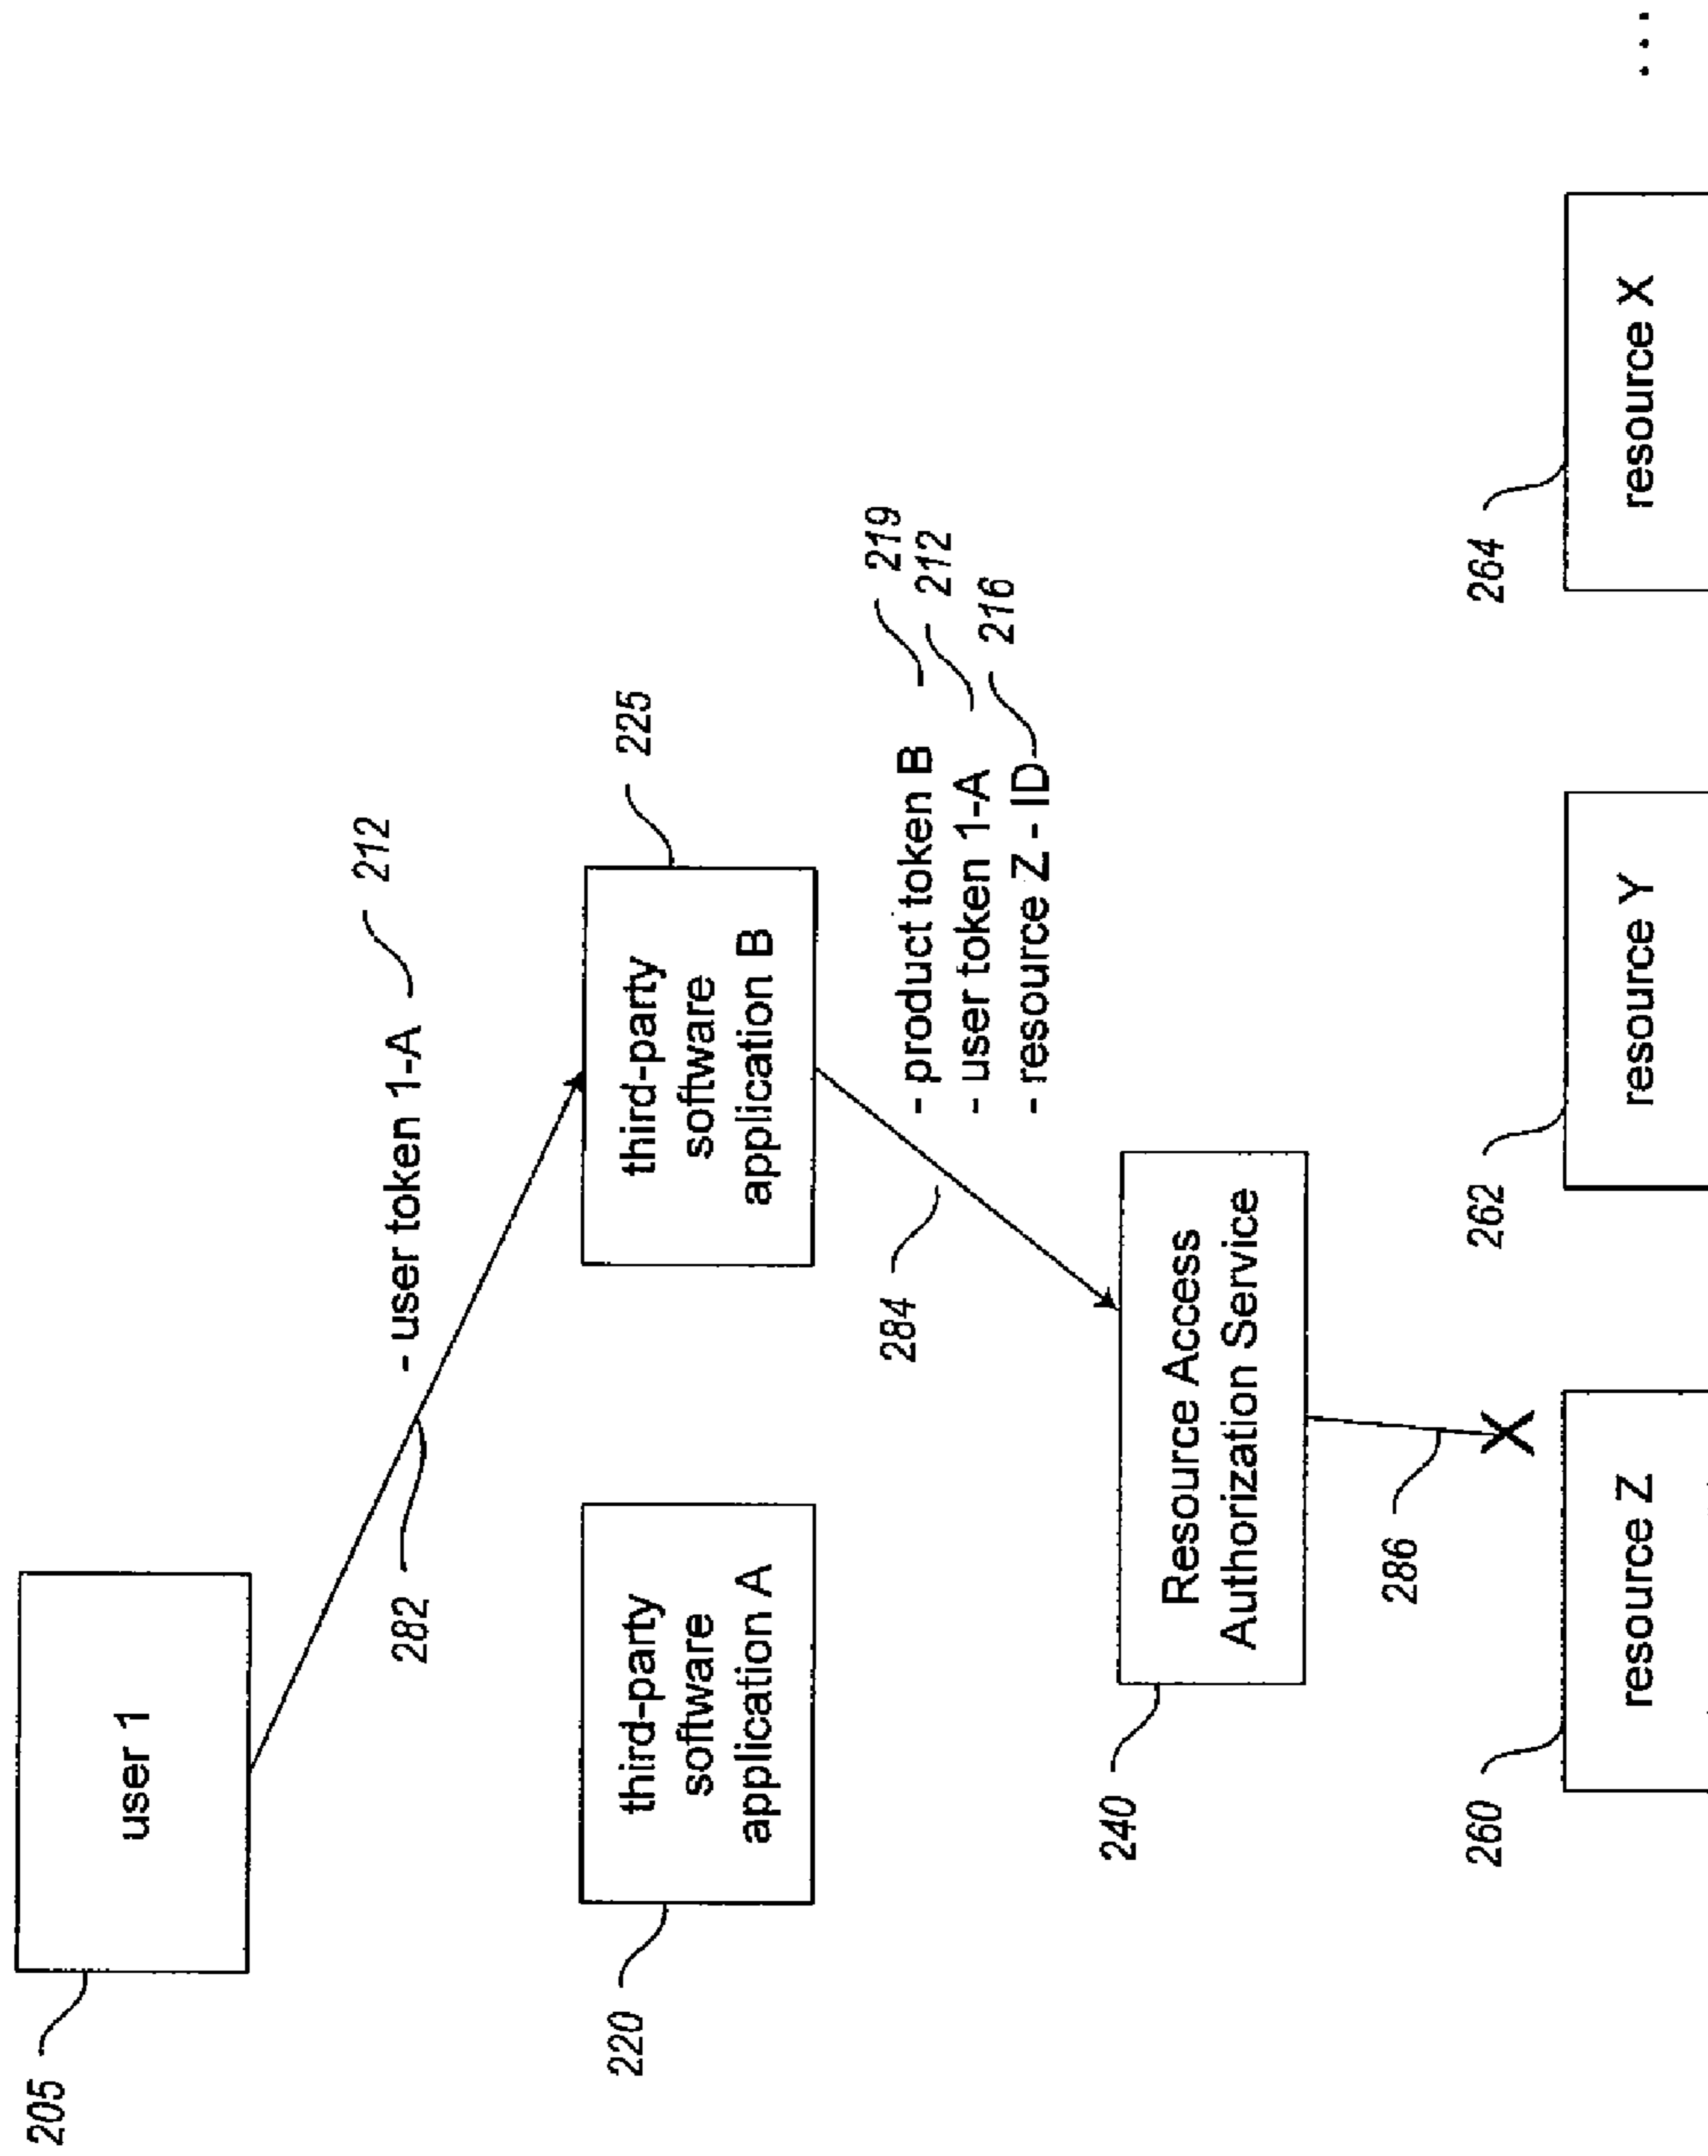 205
user 1
282
- user token 1-A
212
220
third-party
software
application A
third-party
software
application B
225
284
- product token B
- user token 1-A
- resource Z - ID
219
212
216
240
Resource Access
Authorization Service
286
X
260
resource Z
262
resource Y
264
resource X
...